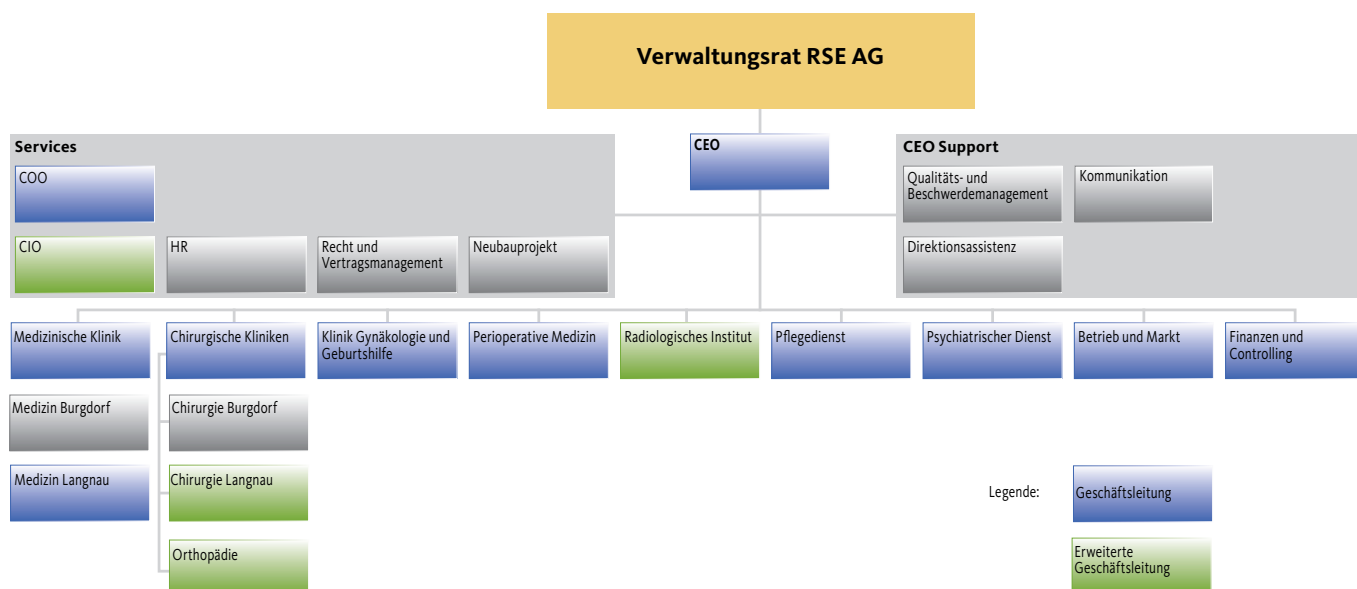 Verwaltungsrat RSE AG
CEO
Services
COO
CIO
HR
Recht und
Vertragsmanagement
Neubauprojekt
CEO Support
Qualitäts- und
Beschwerdemanagement
Kommunikation
Direktionsassistenz
Medizinische Klinik
Chirurgische Kliniken
Klinik Gynäkologie und
Geburtshilfe
Perioperative Medizin
Radiologisches Institut
Pflegedienst
Psychiatrischer Dienst
Betrieb und Markt
Finanzen und
Controlling
Medizin Burgdorf
Chirurgie Burgdorf
Medizin Langnau
Chirurgie Langnau
Orthopädie
Legende:
Geschäftsleitung
Erweiterte
Geschäftsleitung